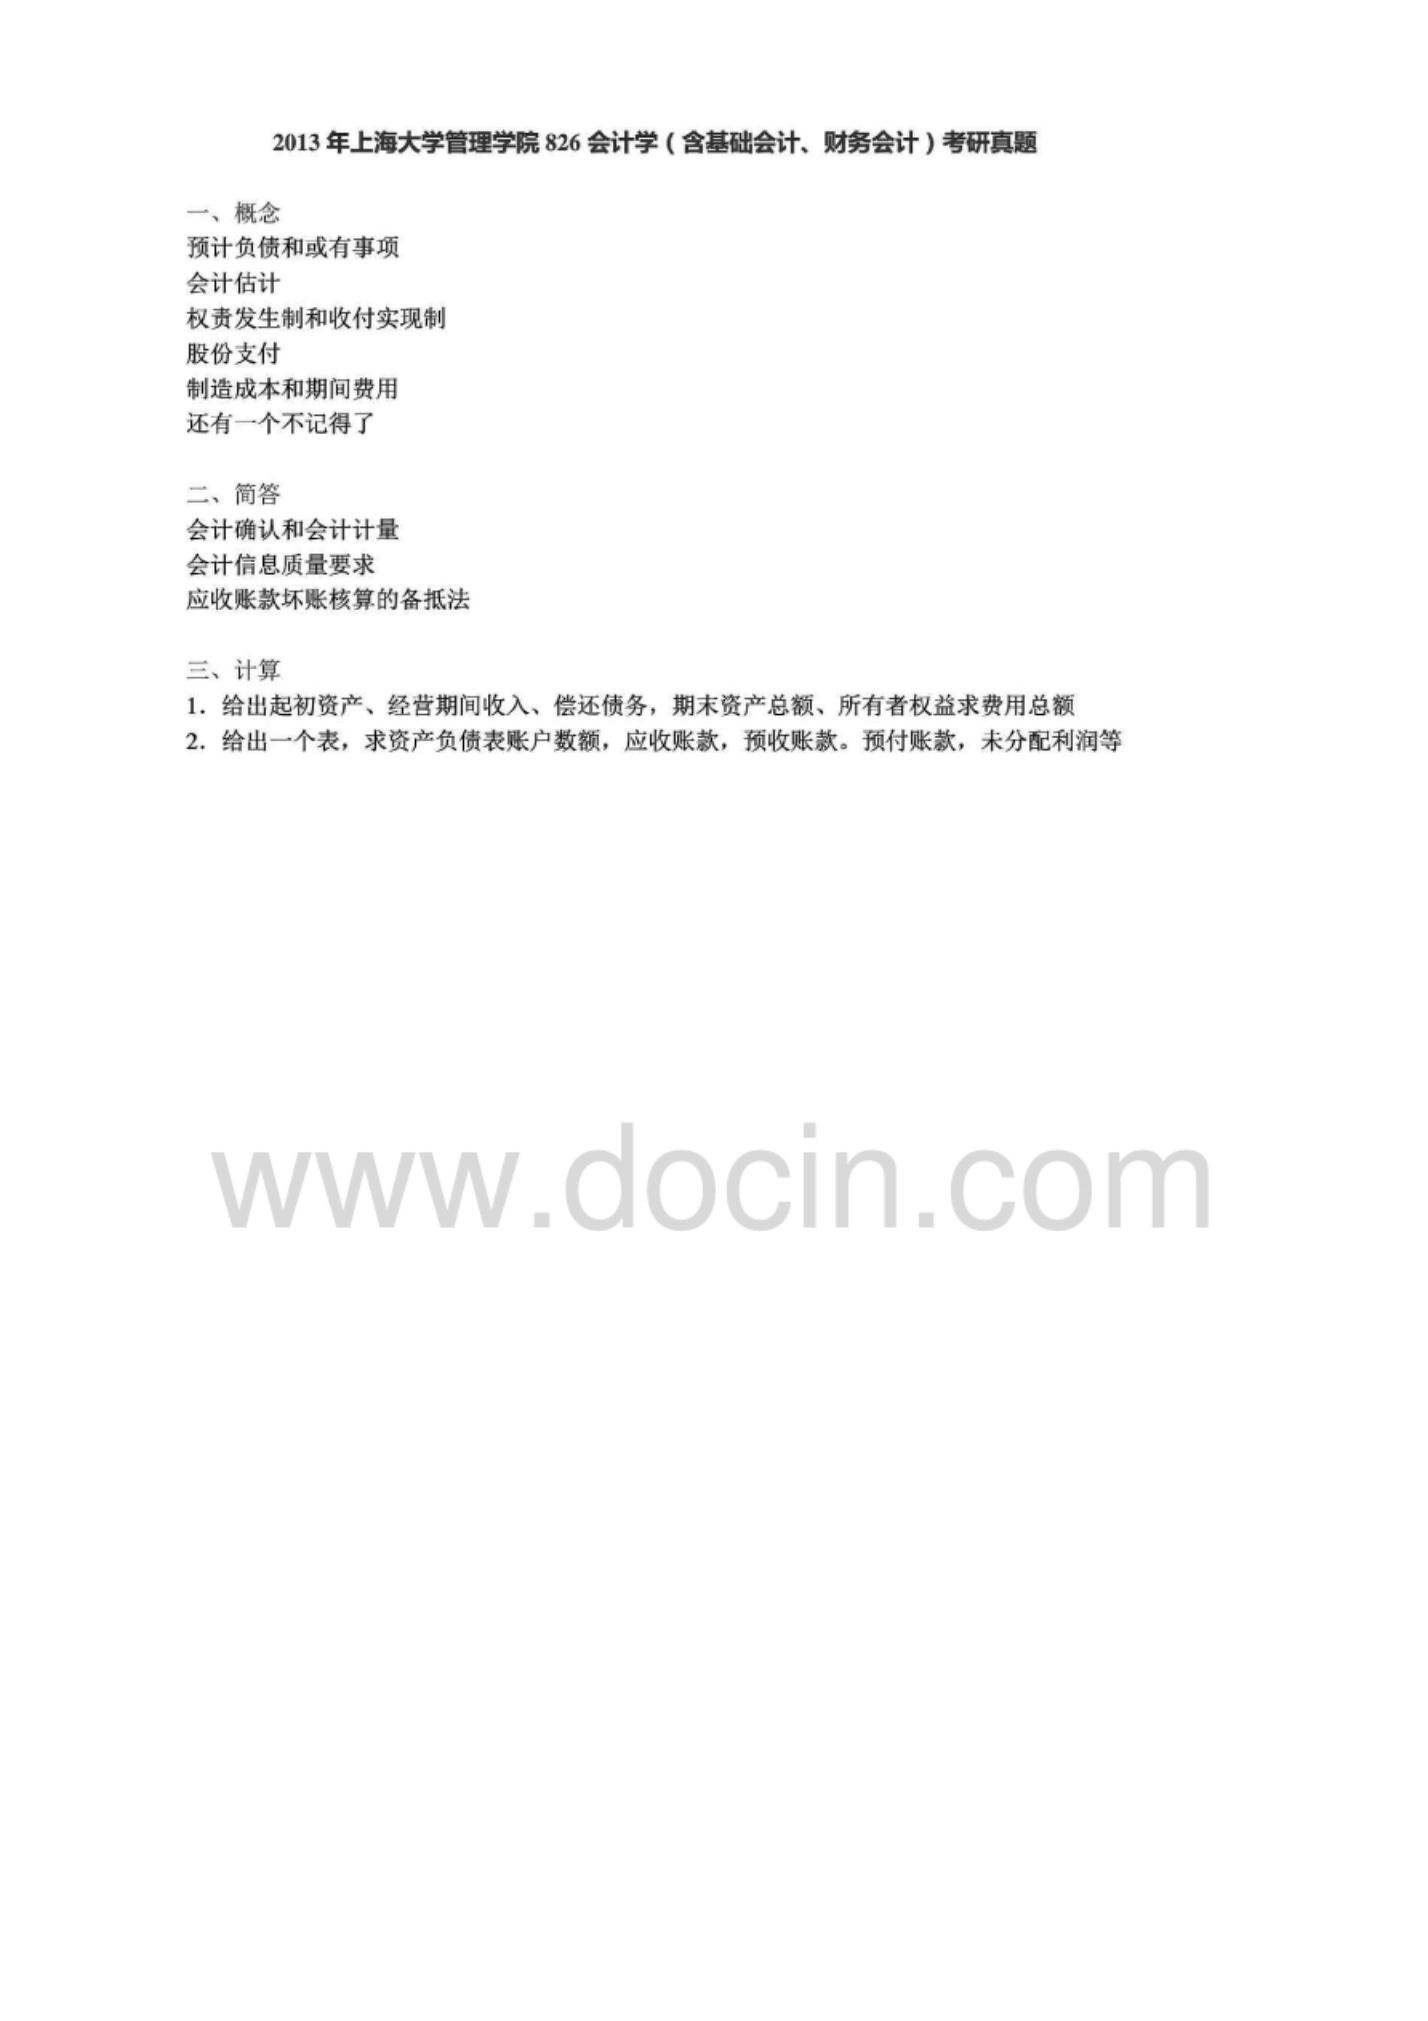 2013 年上海大学管理学院 826 会计学（含基础会计、财务会计）考研真题
一、概念
预计负债和或有事项
会计估计
权责发生制和收付实现制
股份支付
制造成本和期间费用
还有一个不记得了
二、简答
会计确认和会计计量
会计信息质量要求
应收账款坏账核算的备抵法
三、计算
1．给出起初资产、经营期间收入、偿还债务，期末资产总额、所有者权益求费用总额
2．给出一个表，求资产负债表账户数额，应收账款，预收账款。预付账款，未分配利润等
www.docin.com